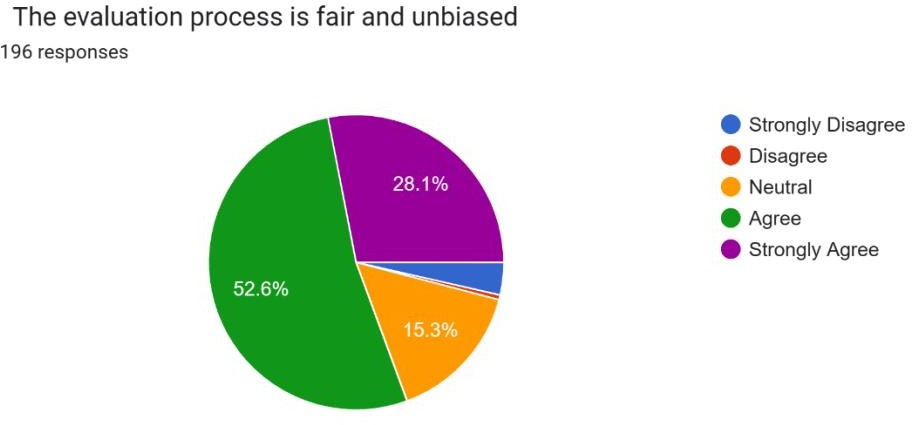 The evaluation process is fair and unbiased
196 responses
28.1%
52.6%
15.3%
Strongly Disagree
Disagree
Neutral
Agree
Strongly Agree